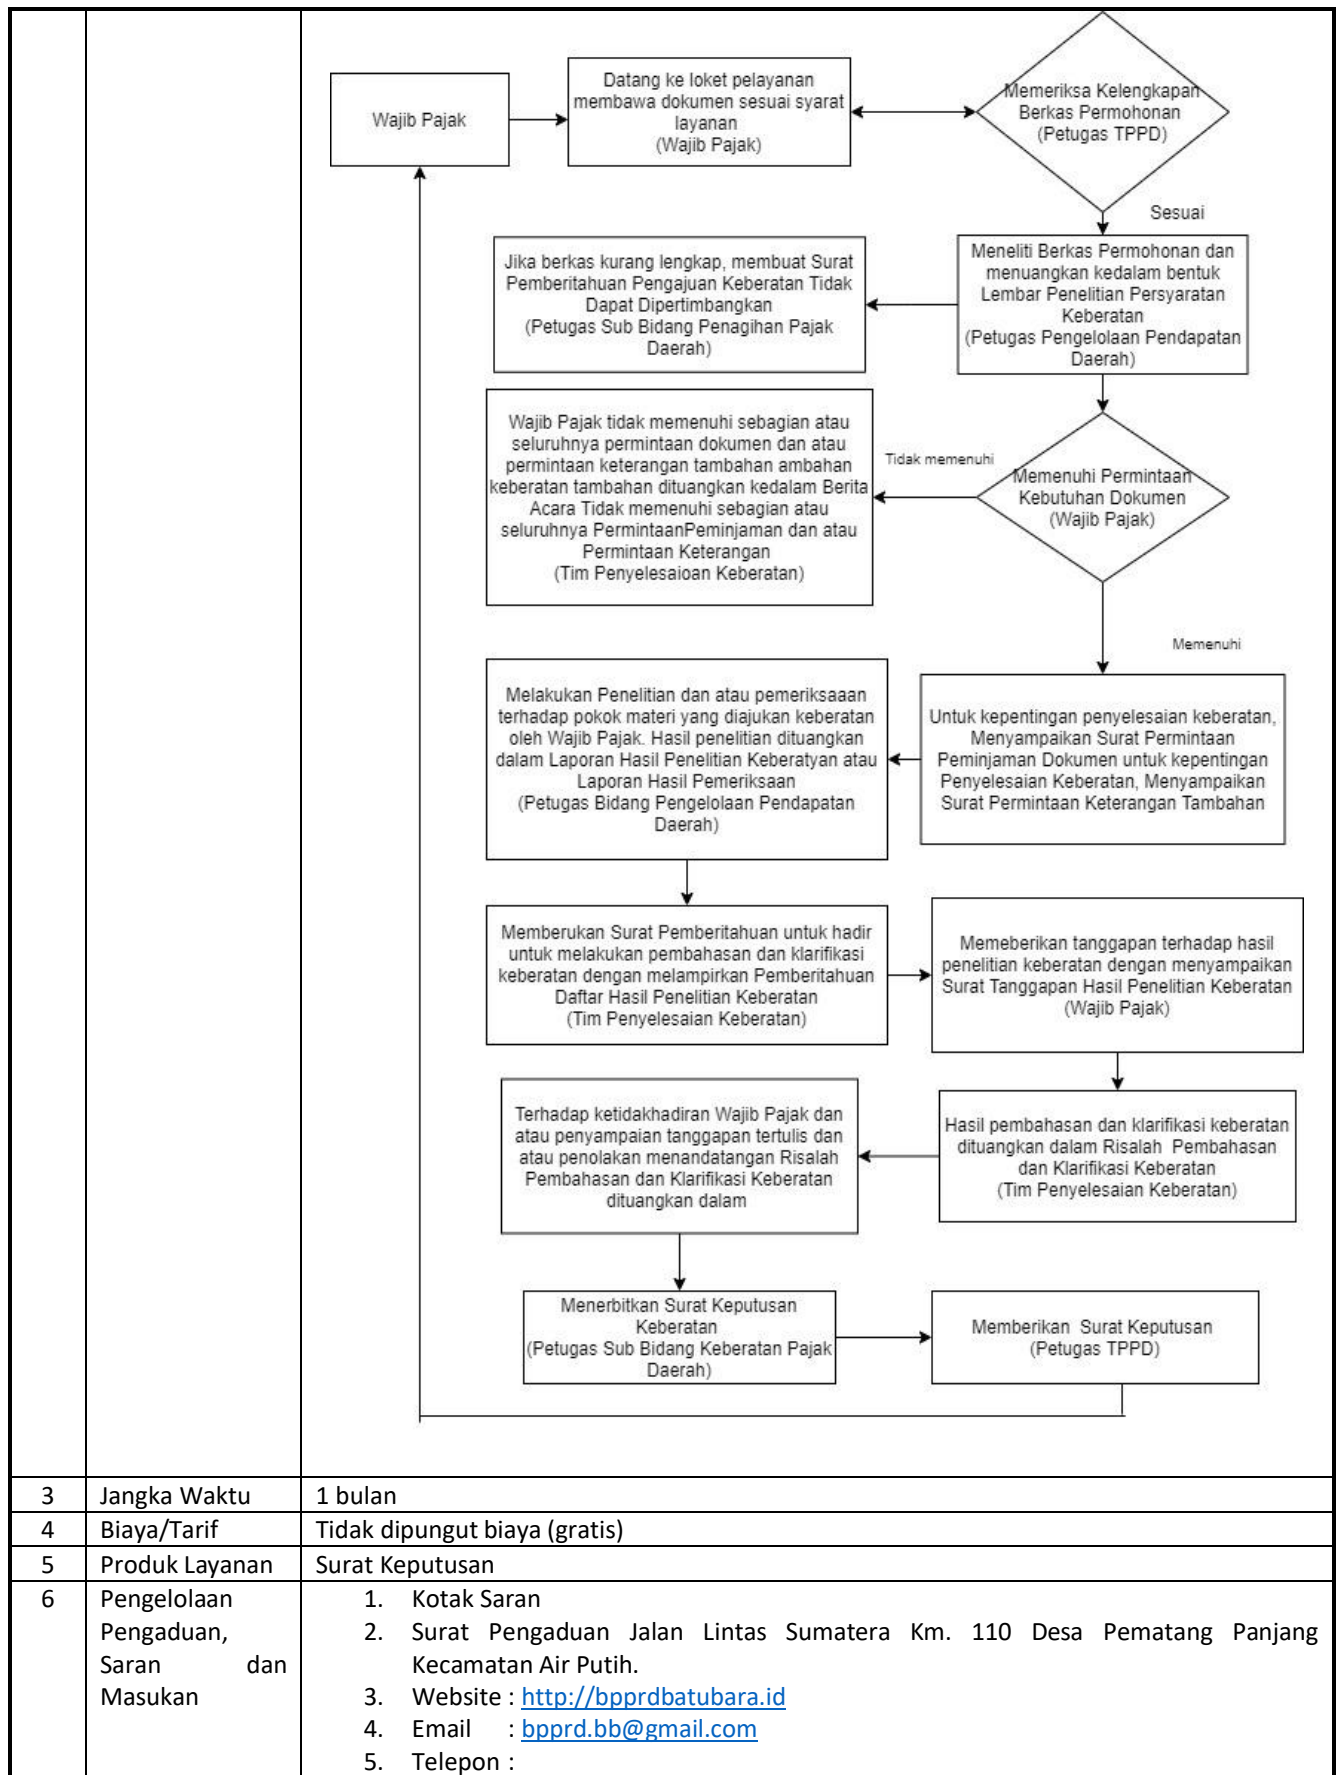 Wajib Pajak
Datang ke loket pelayanan
membawa dokumen sesuai syarat
layanan
(Wajib Pajak)
Memeriksa Kelengkapan
Berkas Permohonan
(Petugas TPPD)
Sesuai
Meneliti Berkas Permohonan dan
menuangkan kedalam bentuk
Lembar Penelitian Persyaratan
Keberatan
(Petugas Pengelolaan Pendapatan
Daerah)
Jika berkas kurang lengkap, membuat Surat
Pemberitahuan Pengajuan Keberatan Tidak
Dapat Dipertimbangkan
(Petugas Sub Bidang Penagihan Pajak
Daerah)
Memenuhi Permintaan
Kebutuhan Dokumen
(Wajib Pajak)
Tidak memenuhi
Wajib Pajak tidak memenuhi sebagian atau
seluruhnya permintaan dokumen dan atau
permintaan keterangan tambahan ambahan
keberatan tambahan dituangkan kedalam Berita
Acara Tidak memenuhi sebagian atau
seluruhnya PermintaanPeminjaman dan atau
Permintaan Keterangan
(Tim Penyelesaioan Keberatan)
Memenuhi
Untuk kepentingan penyelesaian keberatan,
Menyampaikan Surat Permintaan
Peminjaman Dokumen untuk kepentingan
Penyelesaian Keberatan, Menyampaikan
Surat Permintaan Keterangan Tambahan
Melakukan Penelitian dan atau pemeriksaaan
terhadap pokok materi yang diajukan keberatan
oleh Wajib Pajak. Hasil penelitian dituangkan
dalam Laporan Hasil Penelitian Keberatyan atau
Laporan Hasil Pemeriksaan
(Petugas Bidang Pengelolaan Pendapatan
Daerah)
Memberukan Surat Pemberitahuan untuk hadir
untuk melakukan pembahasan dan klarifikasi
keberatan dengan melampirkan Pemberitahuan
Daftar Hasil Penelitian Keberatan
(Tim Penyelesaian Keberatan)
Memeberikan tanggapan terhadap hasil
penelitian keberatan dengan menyampaikan
Surat Tanggapan Hasil Penelitian Keberatan
(Wajib Pajak)
Hasil pembahasan dan klarifikasi keberatan
dituangkan dalam Risalah Pembahasan
dan Klarifikasi Keberatan
(Tim Penyelesaian Keberatan)
Terhadap ketidakhadiran Wajib Pajak dan
atau penyampaian tanggapan tertulis dan
atau penolakan menandatangan Risalah
Pembahasan dan Klarifikasi Keberatan
dituangkan dalam
Menerbitkan Surat Keputusan
Keberatan
(Petugas Sub Bidang Keberatan Pajak
Daerah)
Memberikan Surat Keputusan
(Petugas TPPD)
3 Jangka Waktu 1 bulan
4 Biaya/Tarif Tidak dipungut biaya (gratis)
5 Produk Layanan Surat Keputusan
6 Pengelolaan
Pengaduan,
Saran dan
Masukan
1. Kotak Saran
2. Surat Pengaduan Jalan Lintas Sumatera Km. 110 Desa Pematang Panjang
Kecamatan Air Putih.
3. Website : http://bpprdbatubara.id
4. Email : bpprd.bb@gmail.com
5. Telepon :